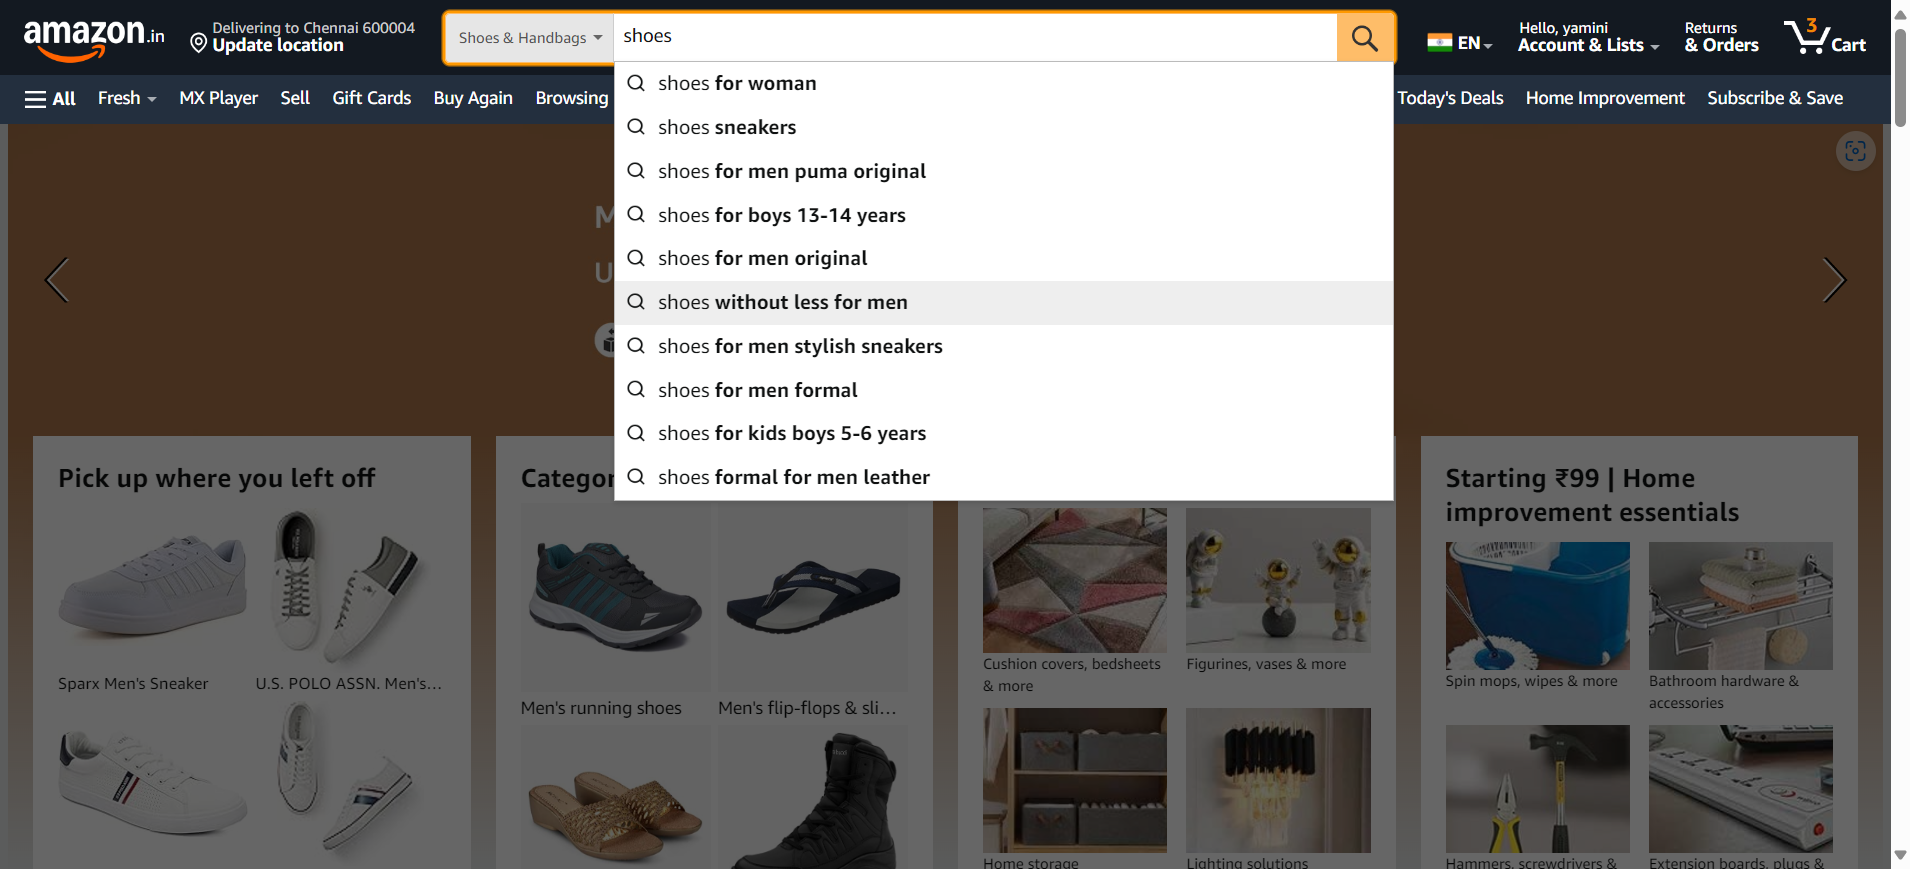 amazon.in
Delivering to Chennai 600004
Update location
Shoes & Handbags
shoes
EN
Hello, yamini
Account & Lists
Returns
& Orders
3
Cart
All
Fresh
MX Player
Sell
Gift Cards
Buy Again
Browsing
Today's Deals
Home Improvement
Subscribe & Save
shoes for woman
shoes sneakers
shoes for men puma original
shoes for boys 13-14 years
shoes for men original
shoes without less for men
shoes for men stylish sneakers
shoes for men formal
shoes for kids boys 5-6 years
shoes formal for men leather
M
U
Pick up where you left off
Sparx Men's Sneaker
U.S. POLO ASSN. Men's...
Categor
Men's running shoes
Men's flip-flops & sli...
Cushion covers, bedsheets
& more
Figurines, vases & more
Home storage
Lighting solutions
Starting ₹99 | Home
improvement essentials
Spin mops, wipes & more
Bathroom hardware &
accessories
Hammers, screwdrivers &
Extension boards, plugs &